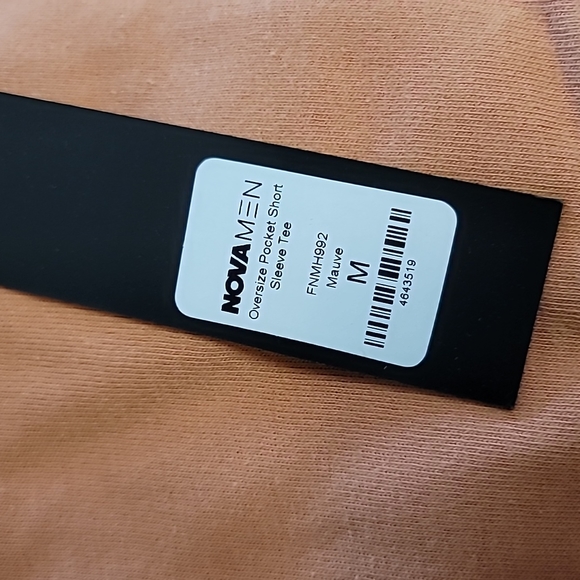 NOVAMEN
Oversize Pocket Short
Sleeve Tee
FNMH992
Mauve
M
4643519